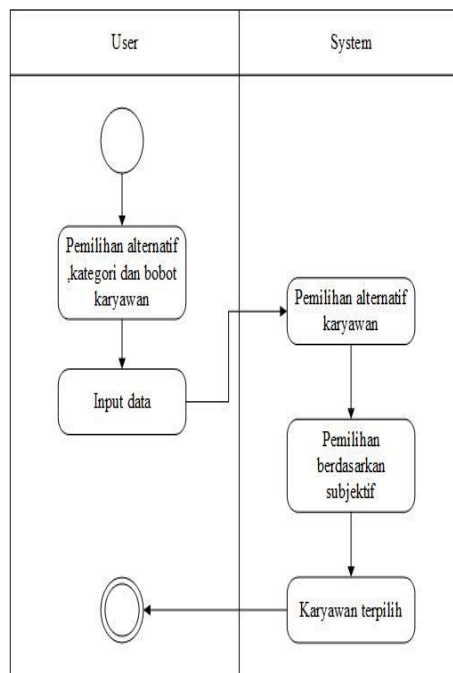 User
System
Pemilihan alternatif
,kategori dan bobot
karyawan
Input data
Pemilihan alternatif
karyawan
Pemilihan
berdasarkan
subjektif
Karyawan terpilih